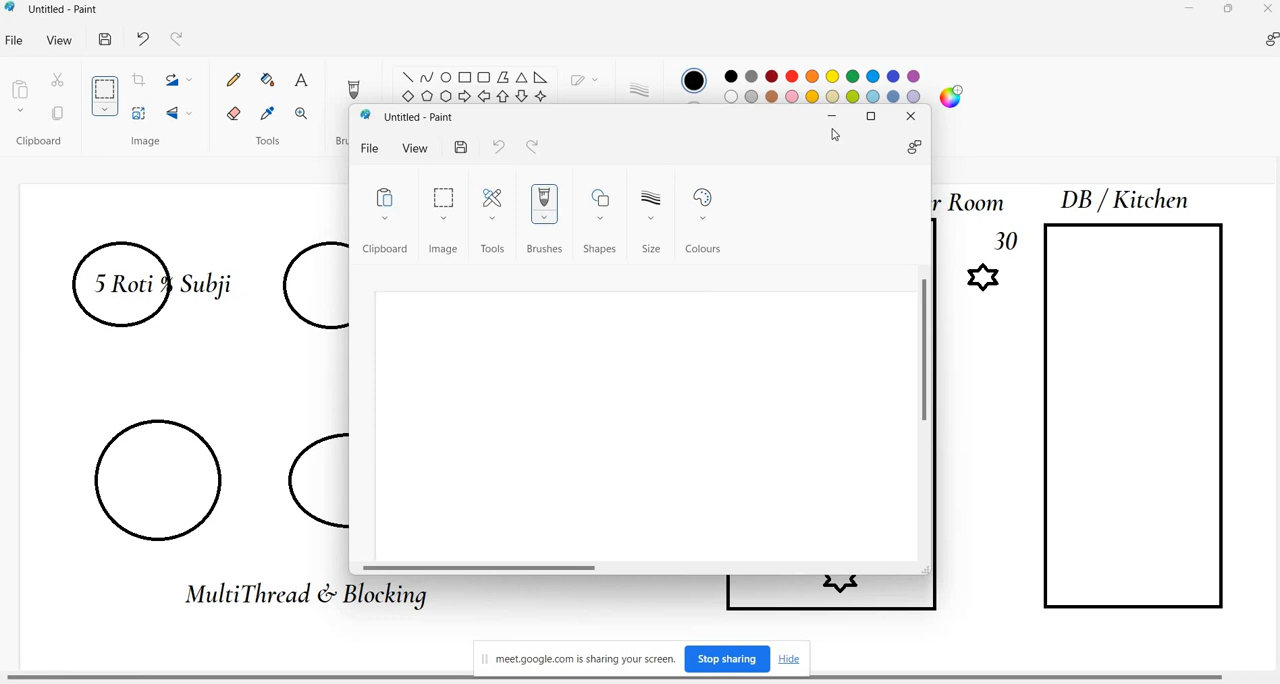 Untitled - Paint
File View
Clipboard
Image
Tools
Bru
Untitled - Paint
File View
Clipboard
Image
Tools
Brushes
Shapes
Size
Colours
r Room
DB / Kitchen
30
5 Roti % Subji
MultiThread & Blocking
meet.google.com is sharing your screen.
Stop sharing
Hide